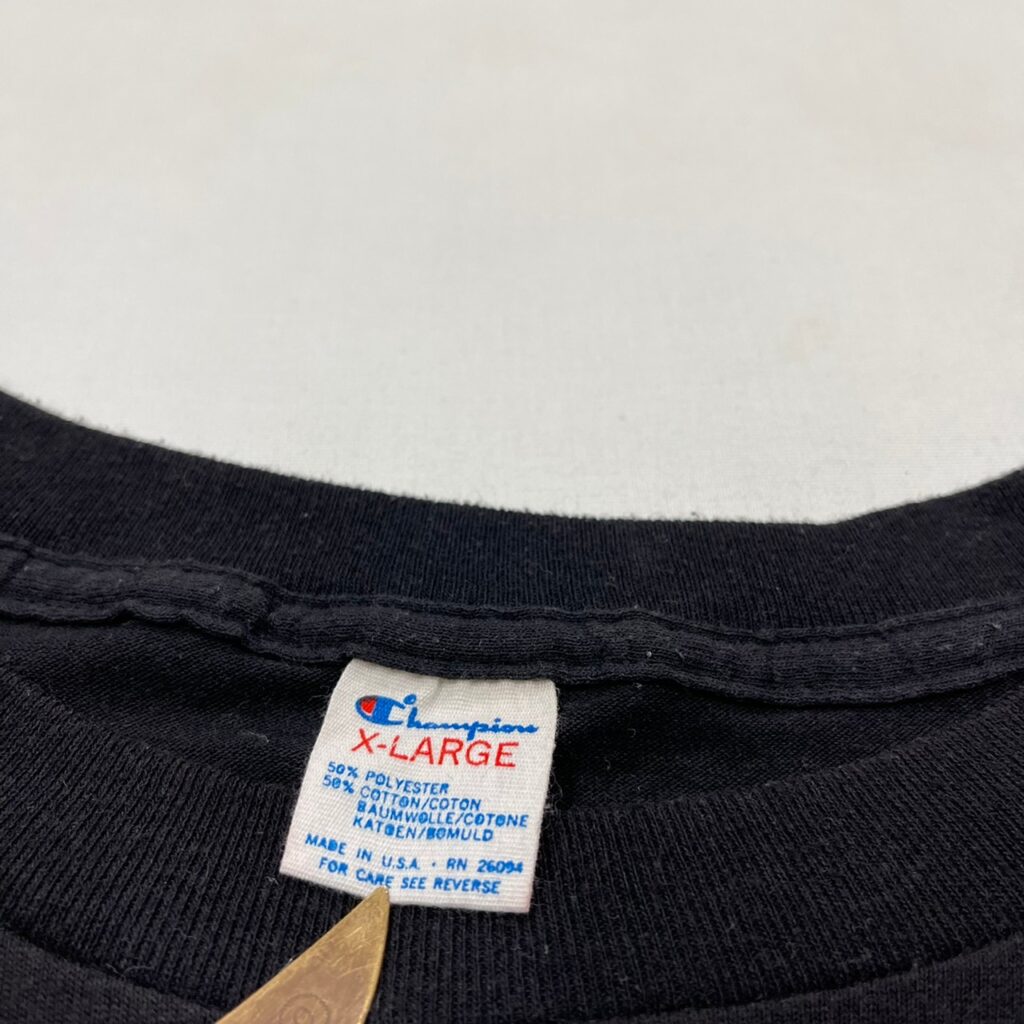 Champion
X-LARGE
50% POLYESTER
50% COTTON/COTON
BAUMWOLLE/COTONE
KATOEN/BOMULD
MADE IN U.S.A. · RN 26094
FOR CARE SEE REVERSE